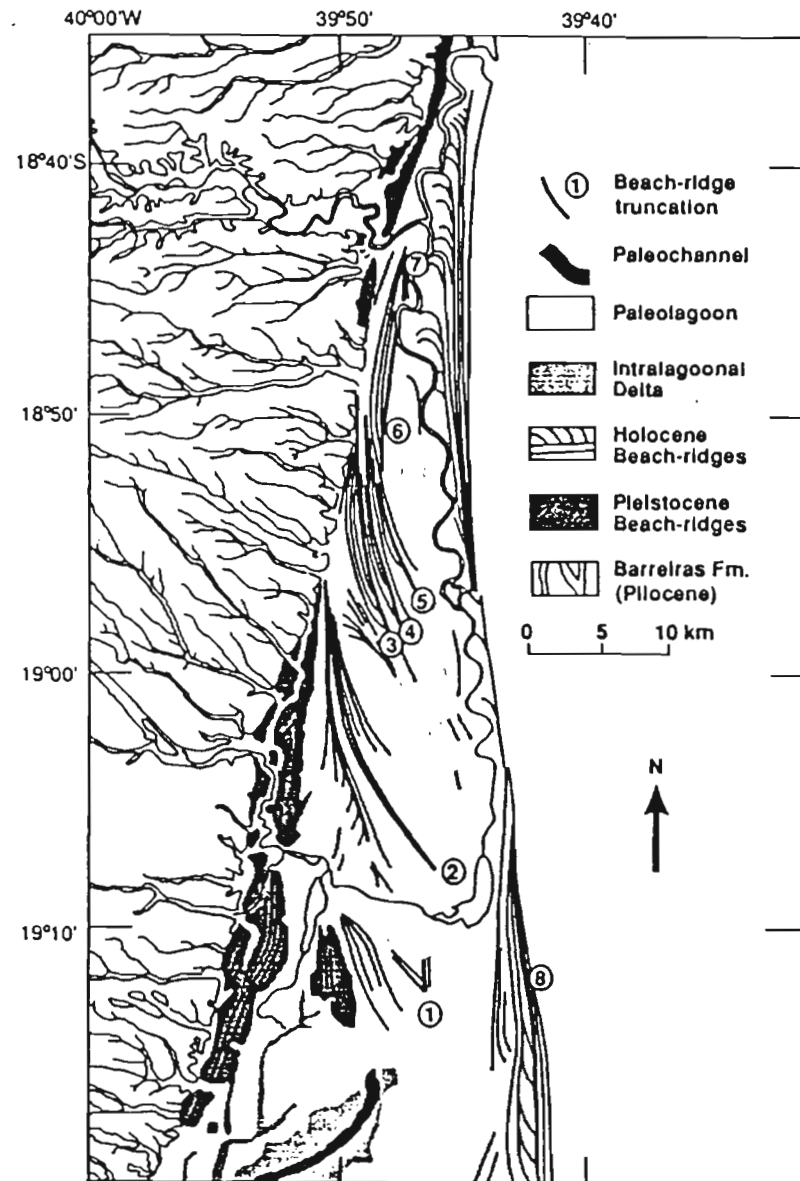 40°00'W 39°50' 39°40'
18°40'S
18°50'
19°00'
19°10'
① Beach-ridge
truncation
Paleochannel
Paleolagoon
Intralagoonal
Delta
Holocene
Beach-ridges
Pleistocene
Beach-ridges
Barreiras Fm.
(Pliocene)
0 5 10 km
N
⑦
⑥
⑤
④
③
②
⑧
①